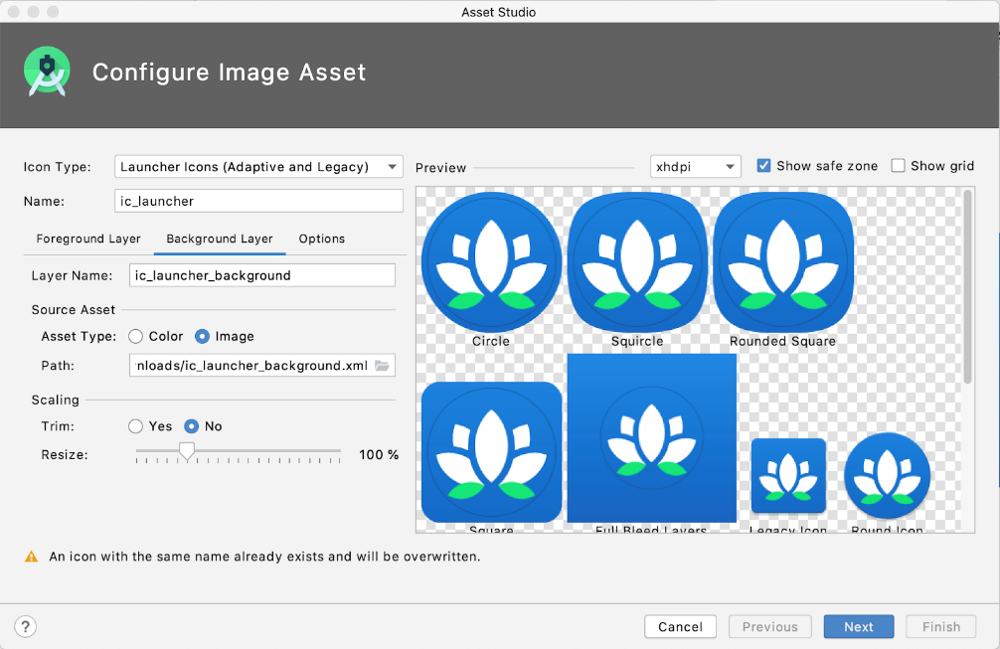 Asset Studio
Configure Image Asset
Icon Type: Launcher Icons (Adaptive and Legacy)
Name: ic_launcher
Foreground Layer Background Layer Options
Layer Name: ic_launcher_background
Source Asset
Asset Type: Color Image
Path: nloads/ic_launcher_background.xml
Scaling
Trim: Yes No
Resize: 100 %
Preview xhdpi Show safe zone Show grid
Circle Squircle Rounded Square
Square Full Bleed Layers Legacy Icon Round Icon
An icon with the same name already exists and will be overwritten.
? Cancel Previous Next Finish